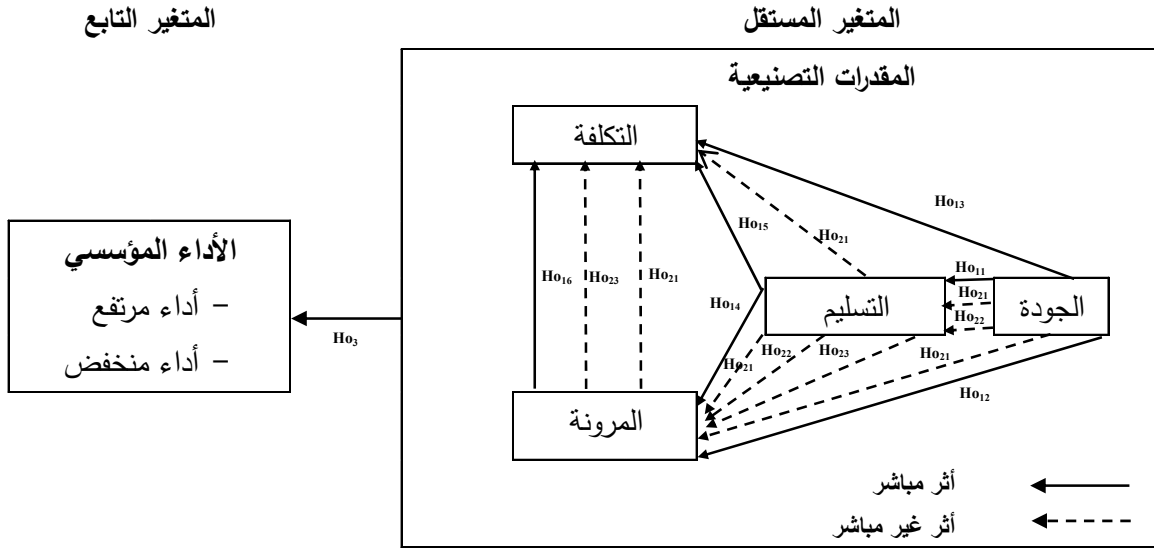 المتغير المستقل
المتغير التابع
المقدرات التصنيعية
التكلفة
Ho13
Ho15
Ho21
Ho16
Ho23
Ho21
Ho11
Ho21
Ho22
الجودة
التسليم
Ho14
الأداء المؤسسي
– أداء مرتفع
– أداء منخفض
Ho3
Ho21
Ho22
Ho23
Ho21
Ho12
المرونة
أثر مباشر
أثر غير مباشر